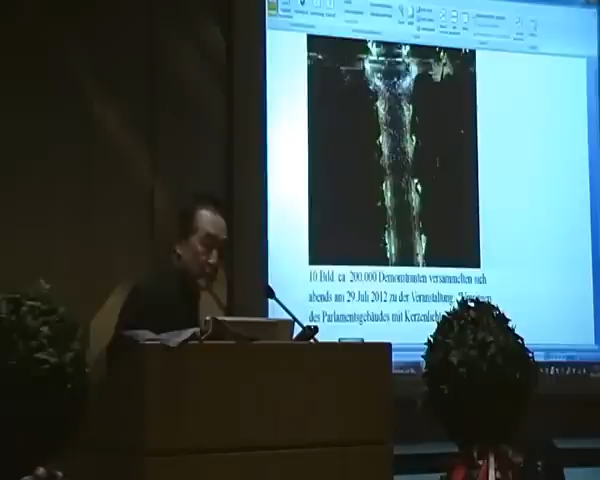 10 Bild ca 200.000 Demonstranten versammelten sich
abends am 29.Juli 2012 zu der Veranstaltung
des Parlamentsgebäudes mit Kerzenlicht